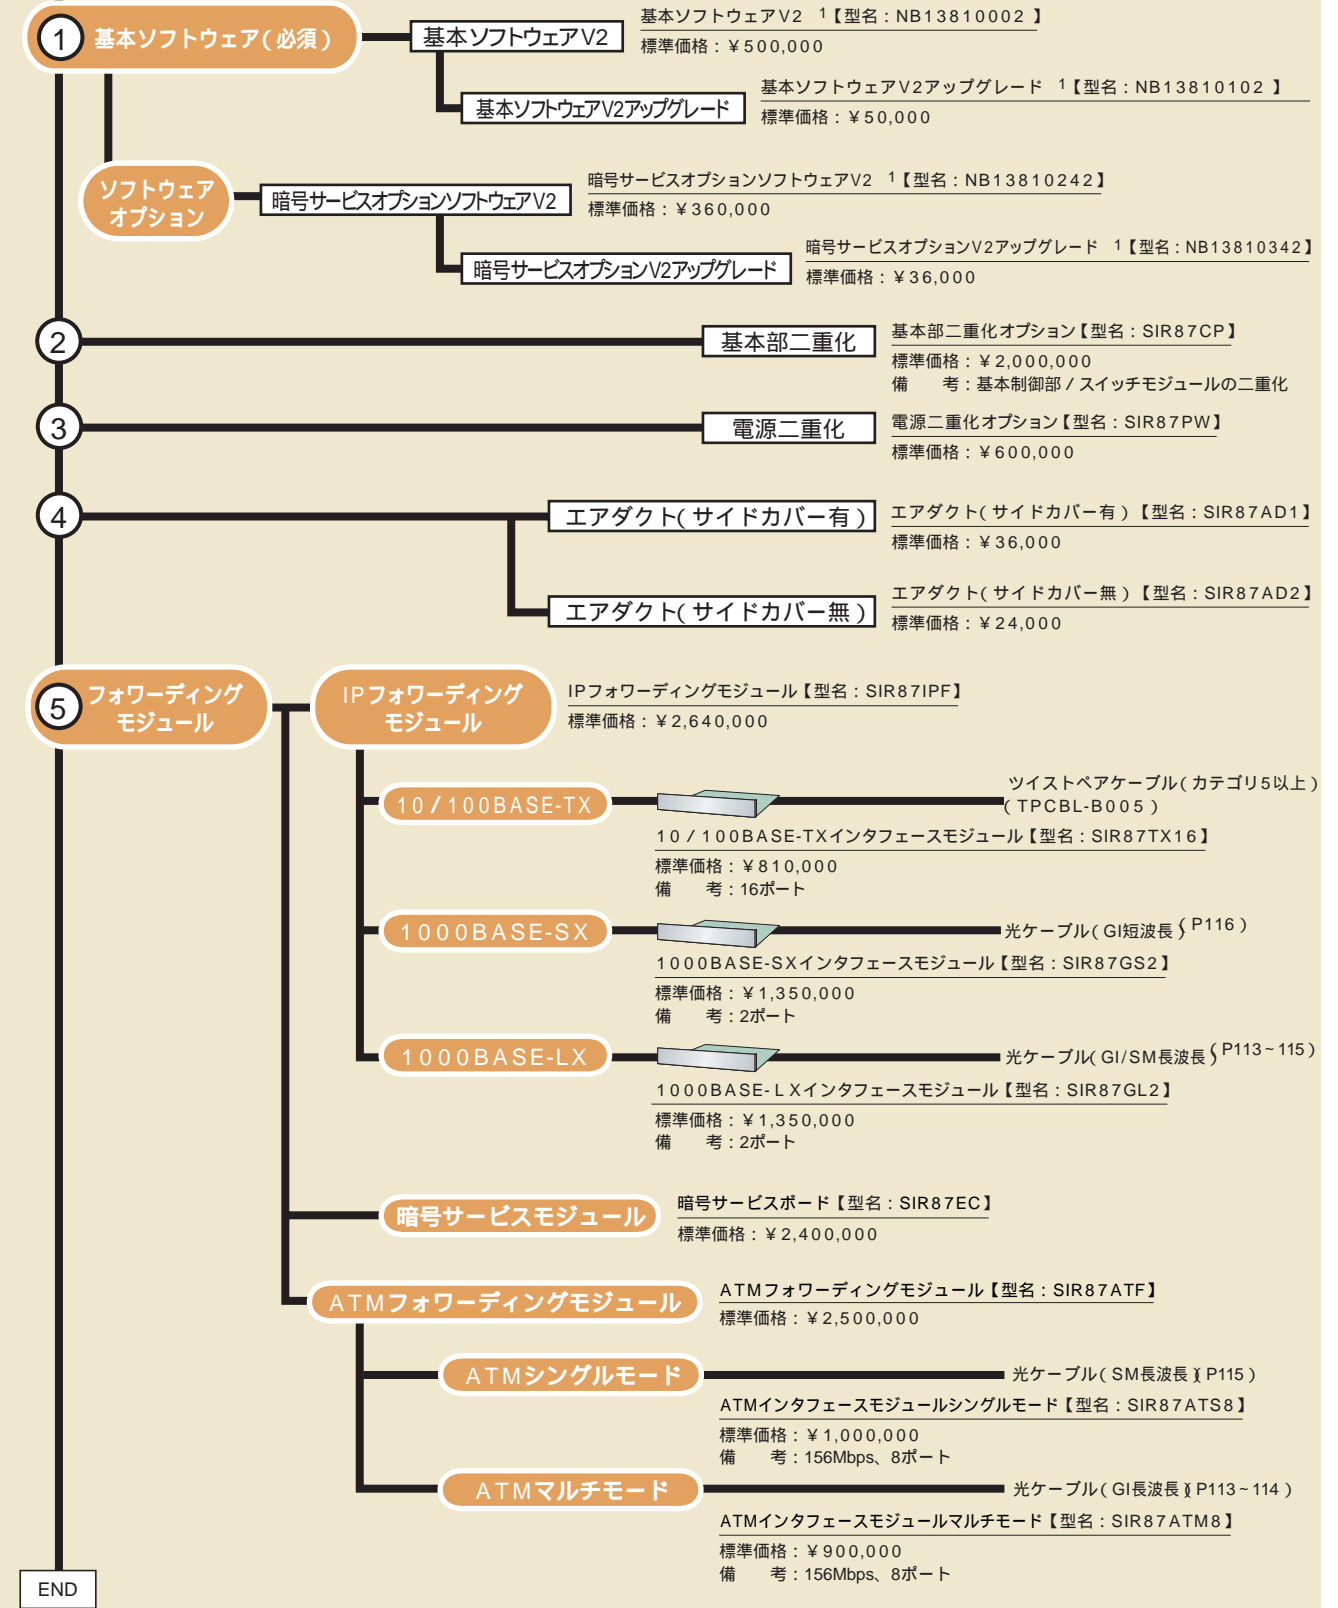 1 基本ソフトウェア(必須)
基本ソフトウェアV2
基本ソフトウェアV2 1【型名:NB13810002 】
標準価格:¥500,000
基本ソフトウェアV2アップグレード
基本ソフトウェアV2アップグレード 1【型名:NB13810102 】
標準価格:¥50,000
ソフトウェア
オプション
暗号サービスオプションソフトウェアV2
暗号サービスオプションソフトウェアV2 1【型名:NB13810242】
標準価格:¥360,000
暗号サービスオプションV2アップグレード
暗号サービスオプションV2アップグレード 1【型名:NB13810342】
標準価格:¥36,000
2
基本部二重化
基本部二重化オプション【型名:SIR87CP】
標準価格:¥2,000,000
備 考:基本制御部/スイッチモジュールの二重化
3
電源二重化
電源二重化オプション【型名:SIR87PW】
標準価格:¥600,000
4
エアダクト(サイドカバー有)
エアダクト(サイドカバー有)【型名:SIR87AD1】
標準価格:¥36,000
エアダクト(サイドカバー無)
エアダクト(サイドカバー無)【型名:SIR87AD2】
標準価格:¥24,000
5 フォワーディング
モジュール
IPフォワーディング
モジュール
IPフォワーディングモジュール【型名:SIR87IPF】
標準価格:¥2,640,000
10/100BASE-TX
ツイストペアケーブル(カテゴリ5以上)
(TPCBL-B005)
10/100BASE-TXインタフェースモジュール【型名:SIR87TX16】
標準価格:¥810,000
備 考:16ポート
1000BASE-SX
光ケーブル(GI短波長)(P116)
1000BASE-SXインタフェースモジュール【型名:SIR87GS2】
標準価格:¥1,350,000
備 考:2ポート
1000BASE-LX
光ケーブル(GI/SM長波長)(P113~115)
1000BASE-LXインタフェースモジュール【型名:SIR87GL2】
標準価格:¥1,350,000
備 考:2ポート
暗号サービスモジュール
暗号サービスボード【型名:SIR87EC】
標準価格:¥2,400,000
ATMフォワーディングモジュール
ATMフォワーディングモジュール【型名:SIR87ATF】
標準価格:¥2,500,000
ATMシングルモード
光ケーブル(SM長波長)(P115)
ATMインタフェースモジュールシングルモード【型名:SIR87ATS8】
標準価格:¥1,000,000
備 考:156Mbps、8ポート
ATMマルチモード
光ケーブル(GI長波長)(P113~114)
ATMインタフェースモジュールマルチモード【型名:SIR87ATM8】
標準価格:¥900,000
備 考:156Mbps、8ポート
END